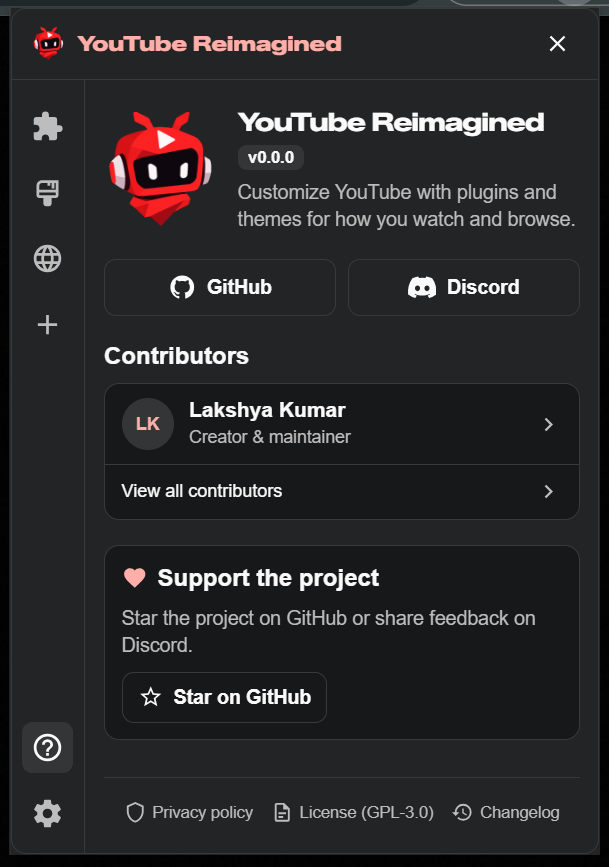 YouTube Reimagined
YouTube Reimagined
v0.0.0
Customize YouTube with plugins and
themes for how you watch and browse.
GitHub
Discord
Contributors
LK
Lakshya Kumar
Creator & maintainer
View all contributors
Support the project
Star the project on GitHub or share feedback on
Discord.
Star on GitHub
Privacy policy
License (GPL-3.0)
Changelog